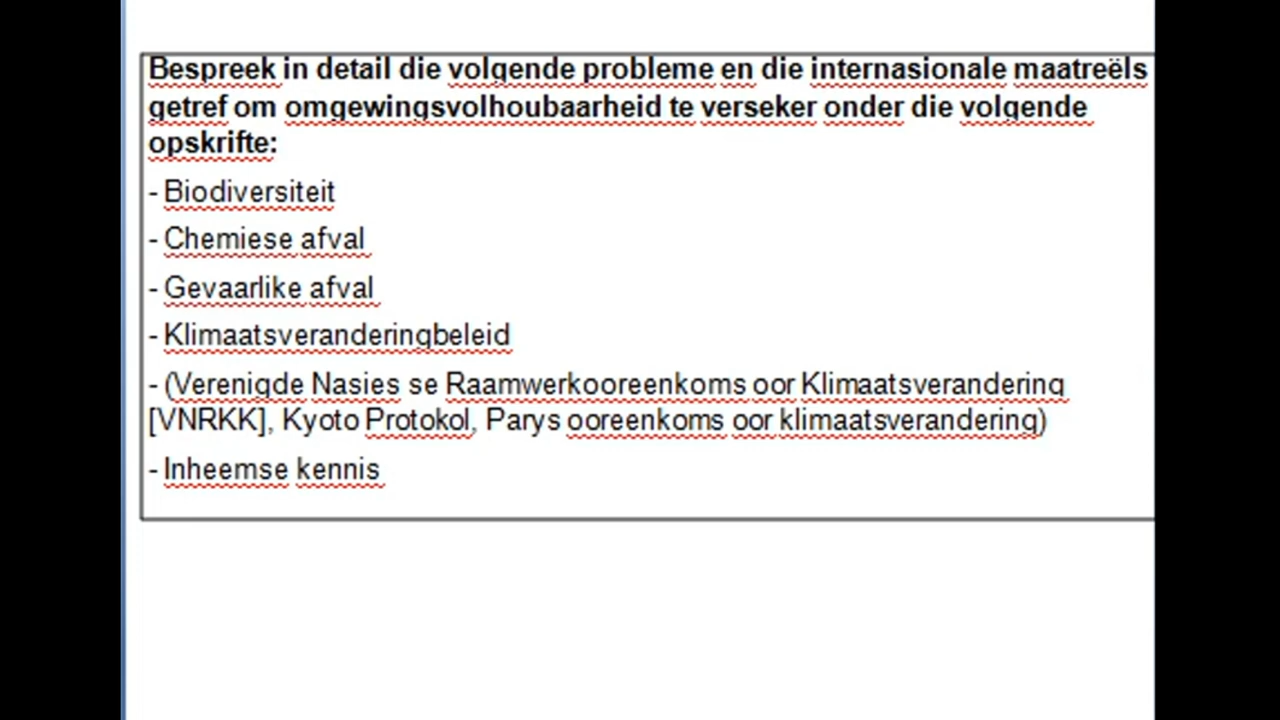 Bespreek in detail die volgende probleme en die internasionale maatreëls
getref om omgewingsvolhoubaarheid te verseker onder die volgende
opskrifte:
- Biodiversiteit
- Chemiese afval
- Gevaarlike afval
- Klimaatsveranderingbeleid
- (Verenigde Nasies se Raamwerkooreenkoms oor Klimaatsverandering
[VNRKK], Kyoto Protokol, Parys ooreenkoms oor klimaatsverandering)
- Inheemse kennis